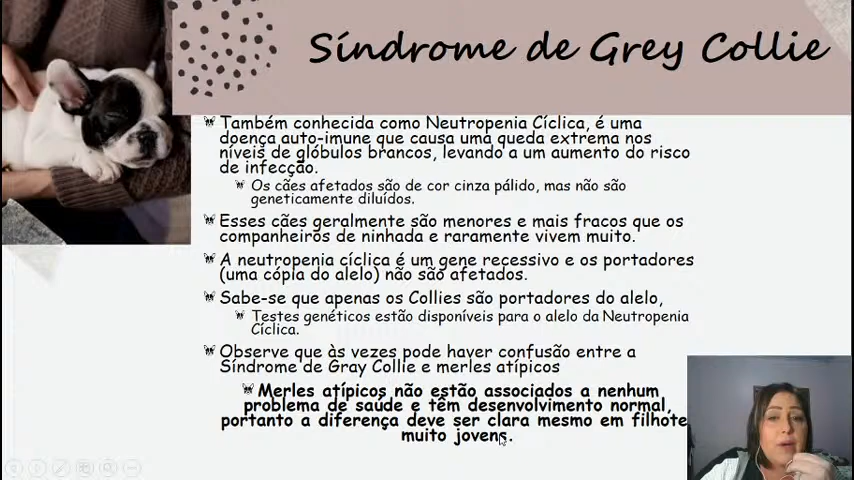 Síndrome de Grey Collie
Também conhecida como Neutropenia Cíclica, é uma
doença auto-imune que causa uma queda extrema nos
níveis de glóbulos brancos, levando a um aumento do risco
de infecção.
Os cães afetados são de cor cinza pálido, mas não são
geneticamente diluídos.
Esses cães geralmente são menores e mais fracos que os
companheiros de ninhada e raramente vivem muito.
A neutropenia cíclica é um gene recessivo e os portadores
(uma cópia do alelo) não são afetados.
Sabe-se que apenas os Collies são portadores do alelo,
Testes genéticos estão disponíveis para o alelo da Neutropenia
Cíclica.
Observe que às vezes pode haver confusão entre a
Síndrome de Gray Collie e merles atípicos
Merles atípicos não estão associados a nenhum
problema de saúde e têm desenvolvimento normal,
portanto a diferença deve ser clara mesmo em filhote
muito jovens.